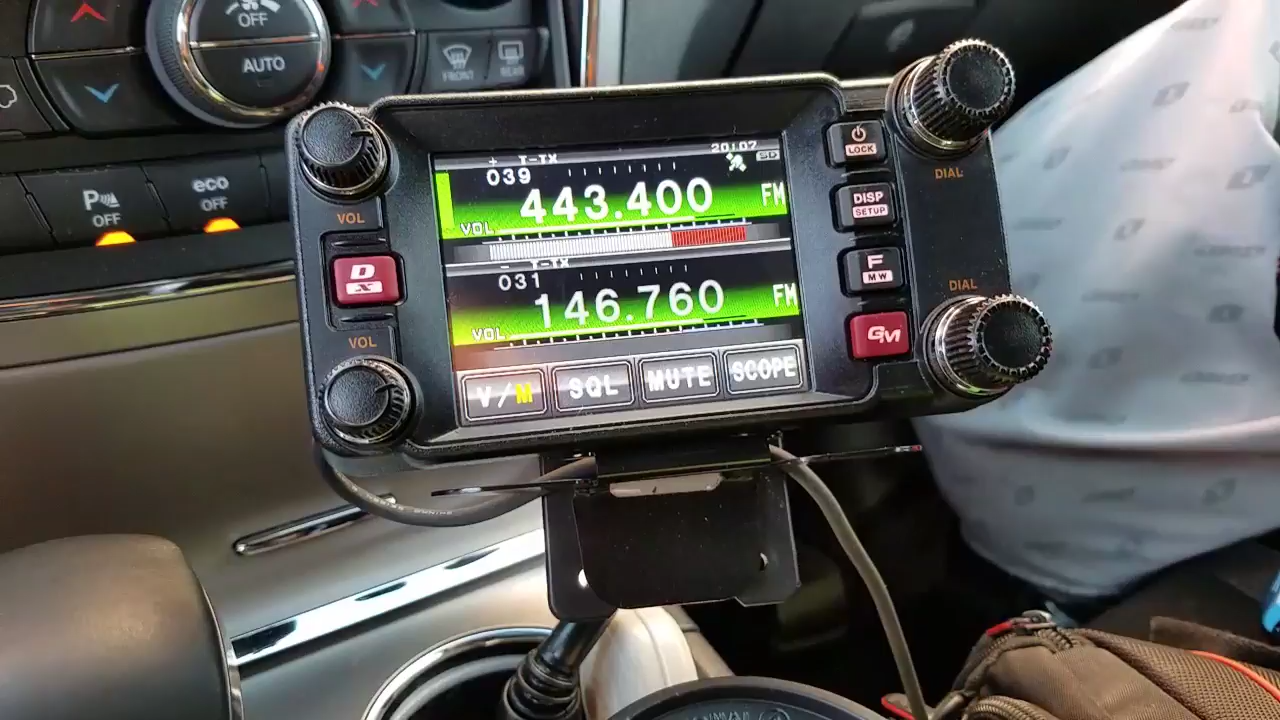 OFF
AUTO
FRONT
REAR
P
OFF
eco
OFF
VOL
D
X
VOL
+ T-TX
20:07
SD
039
443.400
FM
VOL
- T-TX
031
146.760
FM
VOL
V/M
SQL
MUTE
SCOPE
LOCK
DISP
SETUP
F
MW
GM
DIAL
DIAL